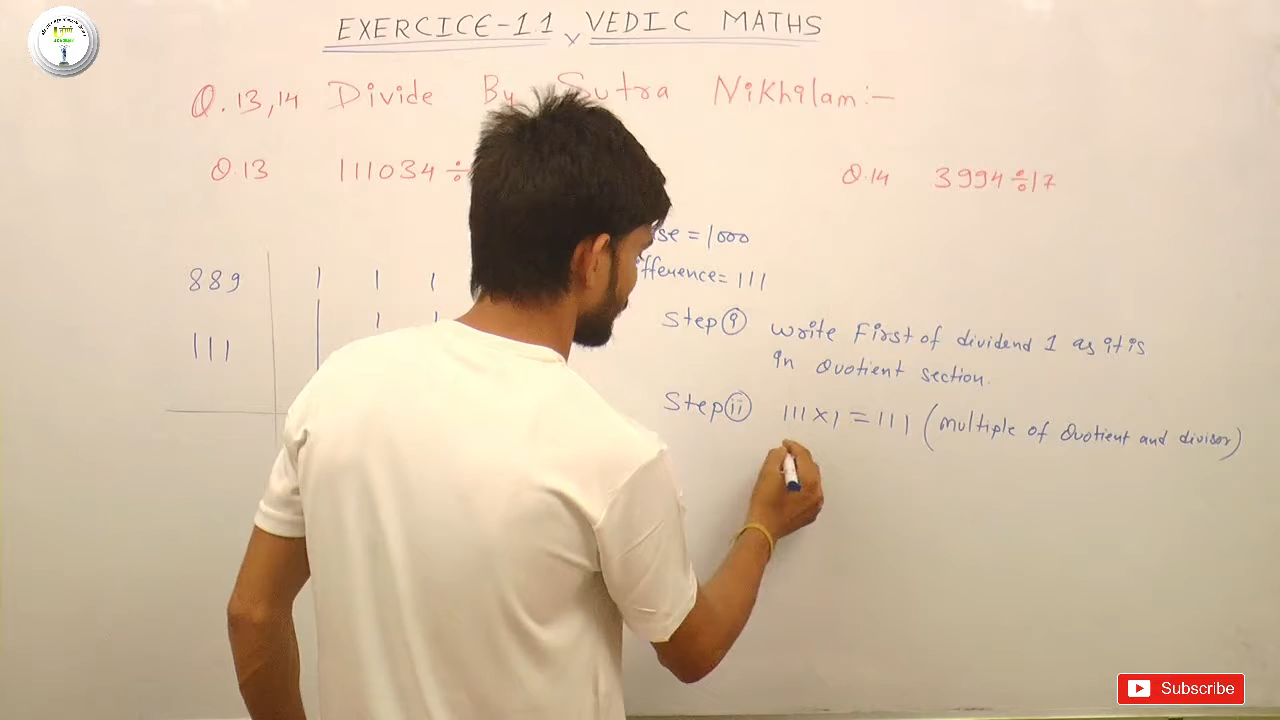 EXERCICE-1.1 VEDIC MATHS
Q.13,14 Divide By Sutra Nikhilam:-
Q.13 111034 ÷
Q.14 3994÷17
se = 1000
fference= 111
889
1 1 1
1 1
111
Step (i) write First of dividend 1 as it is
in Quotient section.
Step (ii) 111 x 1 = 111 (multiple of Quotient and divisor)
Subscribe